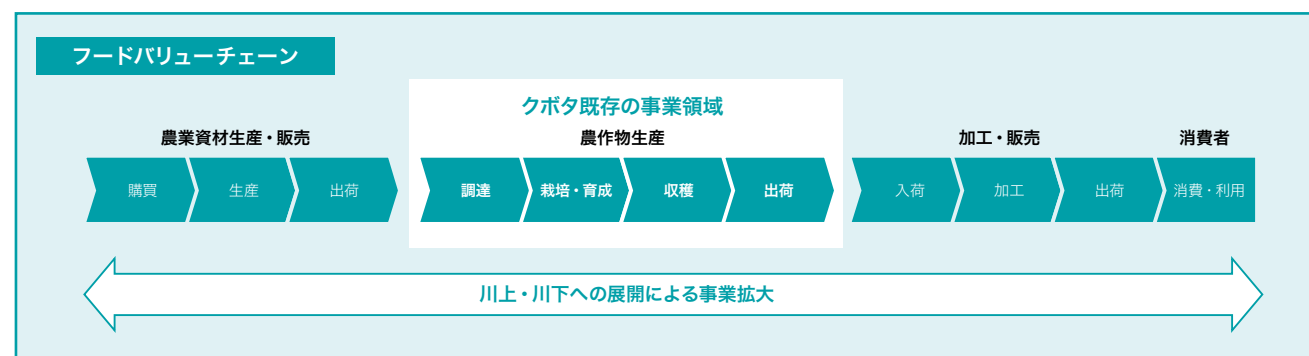 フードバリューチェーン
クボタ既存の事業領域
農業資材生産・販売
農作物生産
加工・販売
消費者
購買
生産
出荷
調達
栽培・育成
収穫
出荷
入荷
加工
出荷
消費・利用
川上・川下への展開による事業拡大